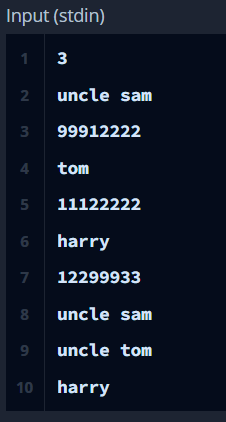 Input (stdin)
1 3
2 uncle sam
3 99912222
4 tom
5 11122222
6 harry
7 12299933
8 uncle sam
9 uncle tom
10 harry